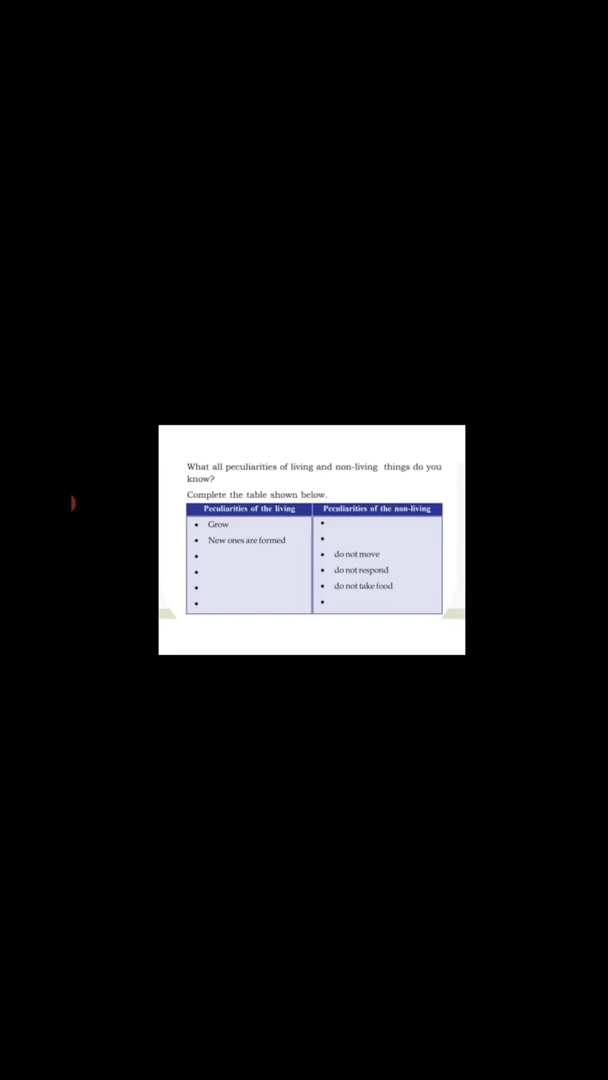 What all peculiarities of living and non-living things do you
know?
Complete the table shown below.
Peculiarities of the living
Peculiarities of the non-living
• Grow
• New ones are formed
•
•
•
•
•
•
• do not move
• do not respond
• do not take food
•